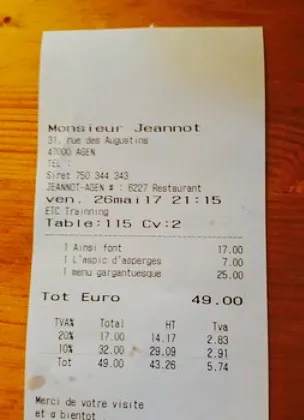 Monsieur Jeannot
31, rue des Augustins
47000 AGEN
TEL :
Siret 750 344 343
JEANNOT-AGEN # : 6227 Restaurant
ven. 26mai17 21:15
ETC Trainning
Table:115 Cv:2
1 Ainsi font 17.00
1 L'aspic d'asperges 7.00
1 menu gargantuesque 25.00
Tot Euro 49.00
TVA% Total HT Tva
20% 17.00 14.17 2.83
10% 32.00 29.09 2.91
Tot 49.00 43.26 5.74
Merci de votre visite
et a bientot